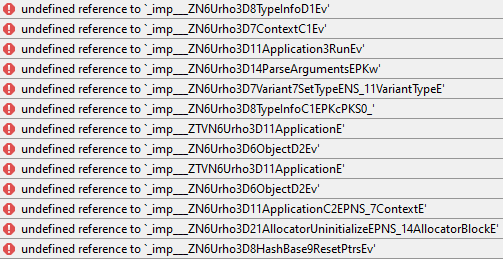 undefined reference to `_imp___ZN6Urho3D8TypeInfoD1Ev'
undefined reference to `_imp___ZN6Urho3D7ContextC1Ev'
undefined reference to `_imp___ZN6Urho3D11Application3RunEv'
undefined reference to `_imp___ZN6Urho3D14ParseArgumentsEPKw'
undefined reference to `_imp___ZN6Urho3D7Variant7SetTypeENS_11VariantTypeE'
undefined reference to `_imp___ZN6Urho3D8TypeInfoC1EPKcPKS0_'
undefined reference to `_imp___ZTVN6Urho3D11ApplicationE'
undefined reference to `_imp___ZN6Urho3D6ObjectD2Ev'
undefined reference to `_imp___ZTVN6Urho3D11ApplicationE'
undefined reference to `_imp___ZN6Urho3D6ObjectD2Ev'
undefined reference to `_imp___ZN6Urho3D11ApplicationC2EPNS_7ContextE'
undefined reference to `_imp___ZN6Urho3D21AllocatorUninitializeEPNS_14AllocatorBlockE'
undefined reference to `_imp___ZN6Urho3D8HashBase9ResetPtrsEv'